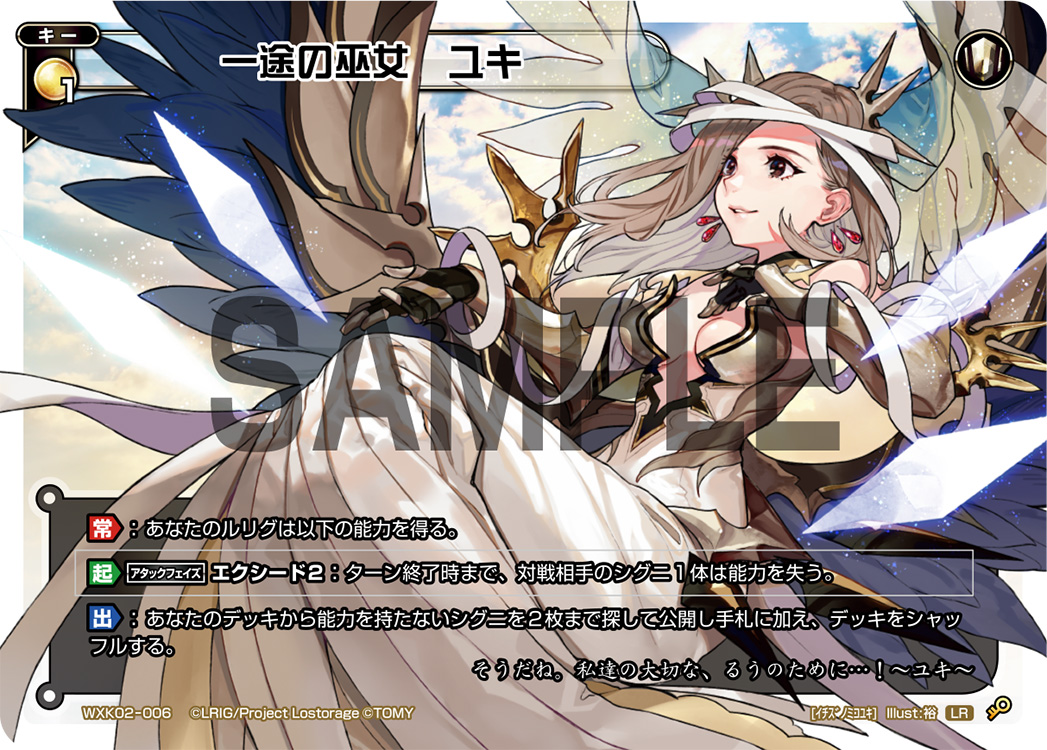 キー
一途の巫女　ユキ
1
SAMPLE
常：あなたのルリグは以下の能力を得る。
起 アタックフェイズ エクシード２：ターン終了時まで、対戦相手のシグニ１体は能力を失う。
出：あなたのデッキから能力を持たないシグニを２枚まで探して公開し手札に加え、デッキをシャッ
フルする。
そうだね。私達の大切な、るうのために…！～ユキ～
WXK02-006 ©LRIG/Project Lostorage ©TOMY [ｲﾁｽﾞﾉﾐｺﾕｷ] Illust:裕 LR